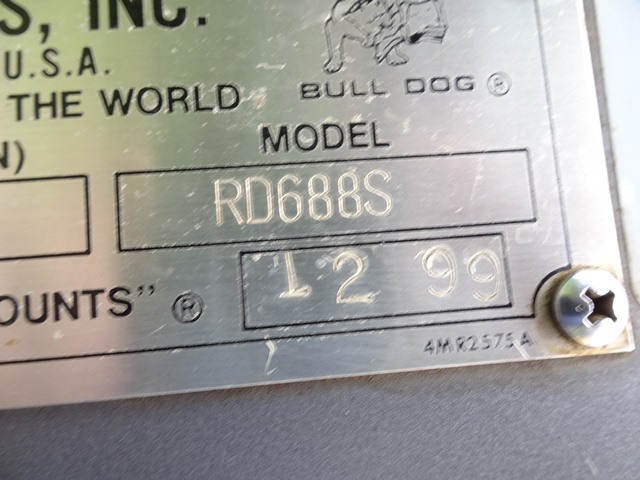 S, INC.
U.S.A.
THE WORLD
BULL DOG ®
N)
MODEL
RD688S
OUNTS" ®
12 99
4MR2575A